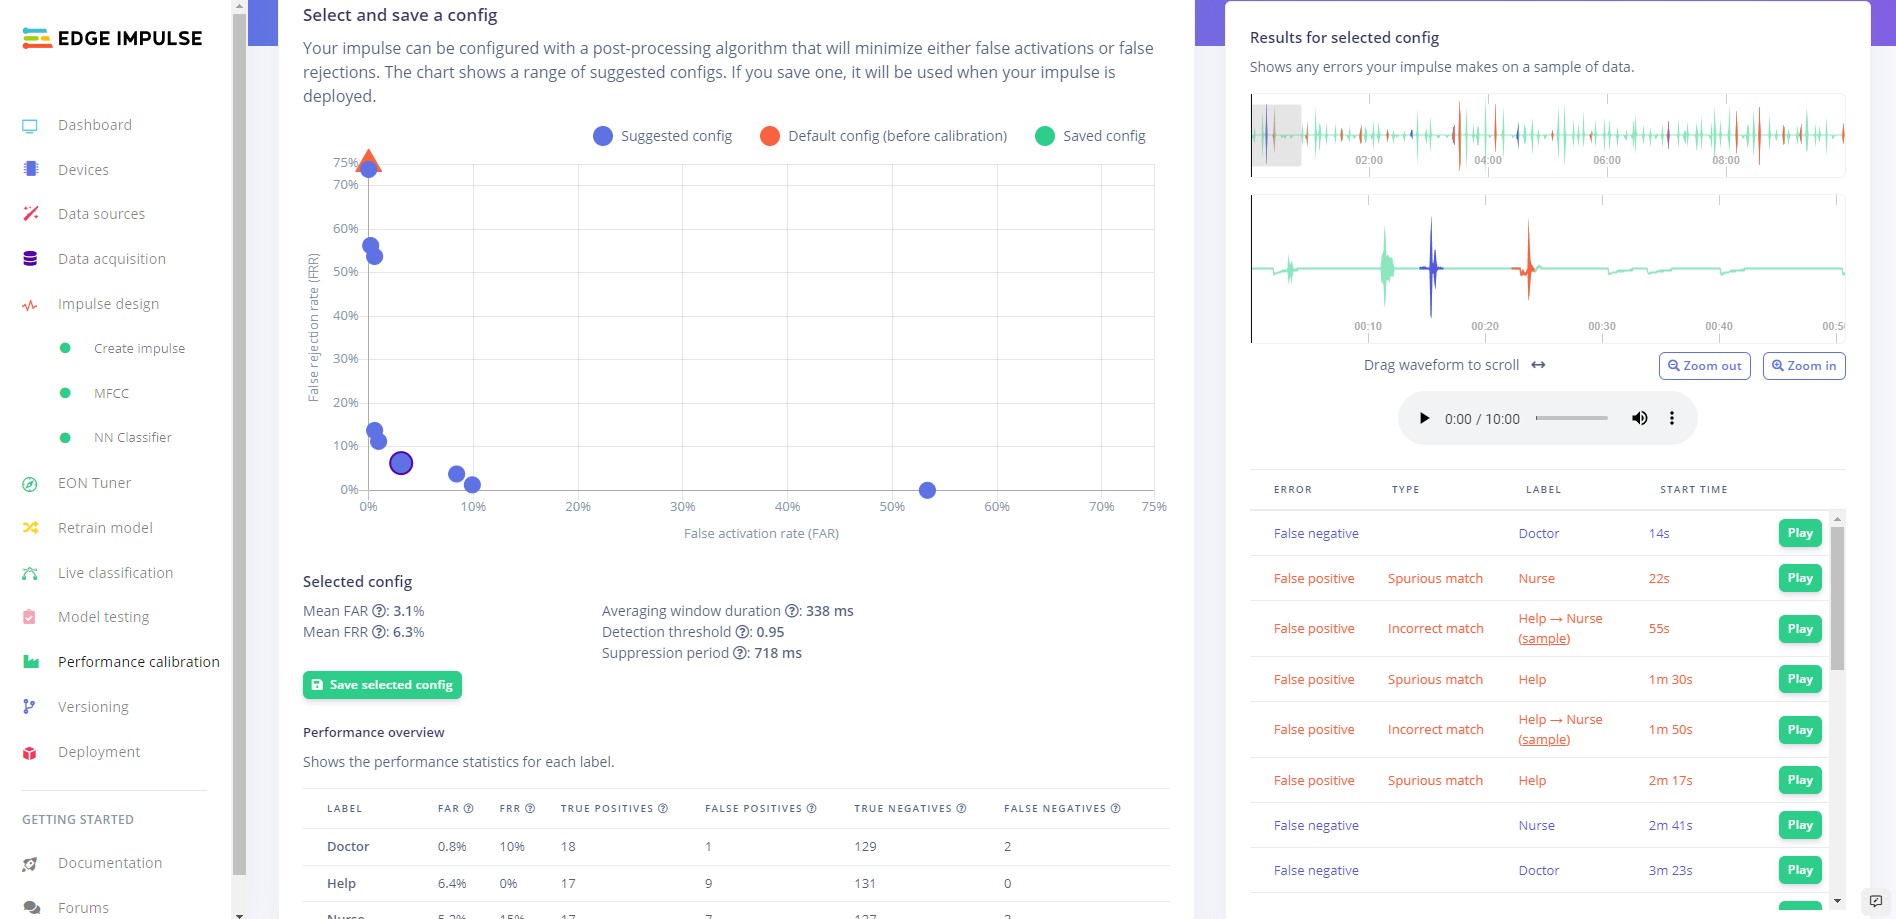 EDGE IMPULSE
Dashboard
Devices
Data sources
Data acquisition
Impulse design
Create impulse
MFCC
NN Classifier
EON Tuner
Retrain model
Live classification
Model testing
Performance calibration
Versioning
Deployment
GETTING STARTED
Documentation
Forums
Select and save a config
Your impulse can be configured with a post-processing algorithm that will minimize either false activations or false
rejections. The chart shows a range of suggested configs. If you save one, it will be used when your impulse is
deployed.
Suggested config Default config (before calibration) Saved config
75%
70%
60%
50%
40%
30%
20%
10%
0%
False rejection rate (FRR)
0% 10% 20% 30% 40% 50% 60% 70% 75%
False activation rate (FAR)
Selected config
Mean FAR ?: 3.1%
Mean FRR ?: 6.3%
Averaging window duration ?: 338 ms
Detection threshold ?: 0.95
Suppression period ?: 718 ms
Save selected config
Performance overview
Shows the performance statistics for each label.
LABEL FAR ? FRR ? TRUE POSITIVES ? FALSE POSITIVES ? TRUE NEGATIVES ? FALSE NEGATIVES ?
Doctor 0.8% 10% 18 1 129 2
Help 6.4% 0% 17 9 131 0
Nurse 5.2% 15% 17 7 127 3
Results for selected config
Shows any errors your impulse makes on a sample of data.
02:00 04:00 06:00 08:00
00:10 00:20 00:30 00:40 00:5
Drag waveform to scroll Zoom out Zoom in
0:00 / 10:00
ERROR TYPE LABEL START TIME
False negative Doctor 14s Play
False positive Spurious match Nurse 22s Play
False positive Incorrect match Help → Nurse (sample) 55s Play
False positive Spurious match Help 1m 30s Play
False positive Incorrect match Help → Nurse (sample) 1m 50s Play
False positive Spurious match Help 2m 17s Play
False negative Nurse 2m 41s Play
False negative Doctor 3m 23s Play